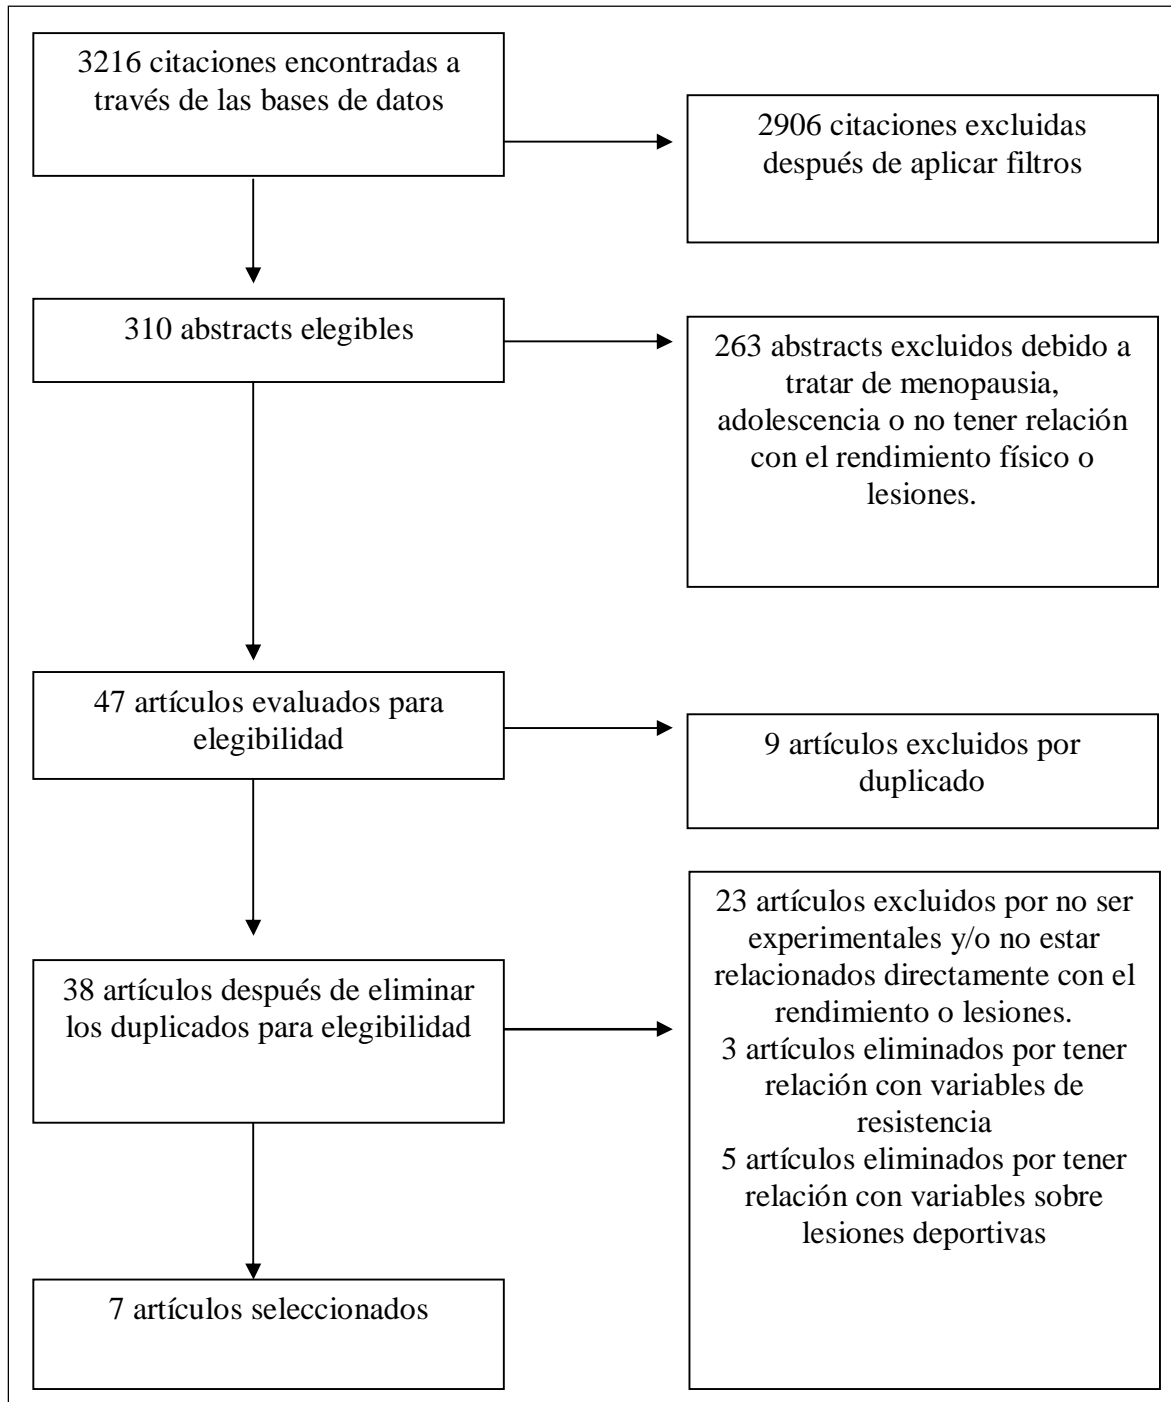 3216 citaciones encontradas a
través de las bases de datos
2906 citaciones excluidas
después de aplicar filtros
310 abstracts elegibles
263 abstracts excluidos debido a
tratar de menopausia,
adolescencia o no tener relación
con el rendimiento físico o
lesiones.
47 artículos evaluados para
elegibilidad
9 artículos excluidos por
duplicado
38 artículos después de eliminar
los duplicados para elegibilidad
23 artículos excluidos por no ser
experimentales y/o no estar
relacionados directamente con el
rendimiento o lesiones.
3 artículos eliminados por tener
relación con variables de
resistencia
5 artículos eliminados por tener
relación con variables sobre
lesiones deportivas
7 artículos seleccionados